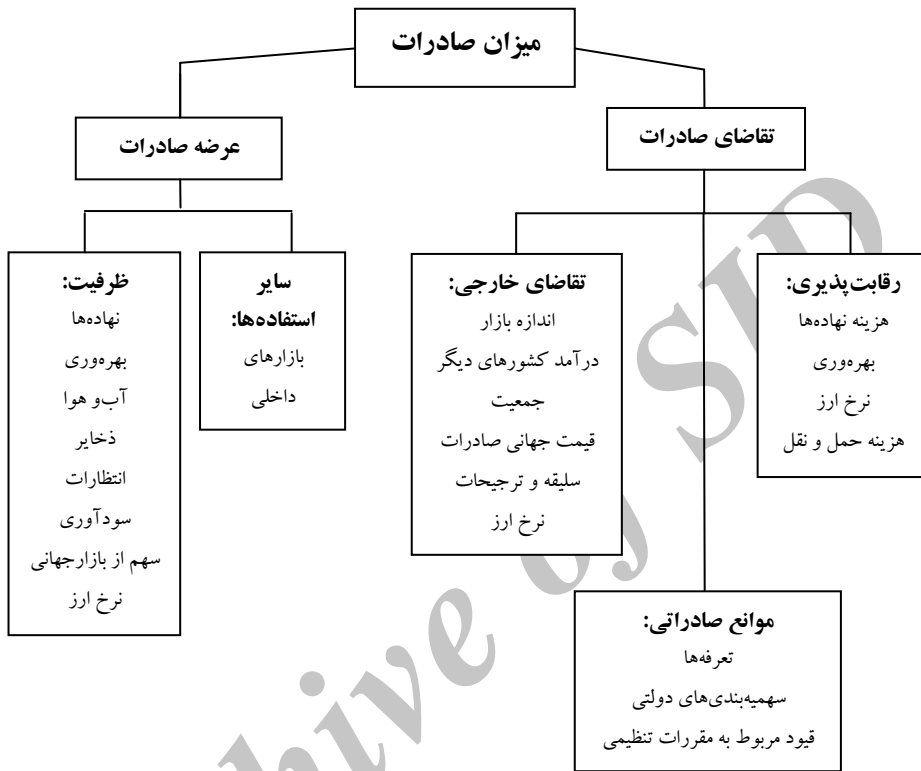 میزان صادرات
تقاضای صادرات
عرضه صادرات
رقابت‌پذیری:
هزینه نهاده‌ها
بهره‌وری
نرخ ارز
هزینه حمل و نقل
تقاضای خارجی:
اندازه بازار
درآمد کشورهای دیگر
جمعیت
قیمت جهانی صادرات
سلیقه و ترجیحات
نرخ ارز
موانع صادراتی:
تعرفه‌ها
سهمیه‌بندی‌های دولتی
قیود مربوط به مقررات تنظیمی
سایر
استفاده‌ها:
بازارهای
داخلی
ظرفیت:
نهاده‌ها
بهره‌وری
آب‌و هوا
ذخایر
انتظارات
سودآوری
سهم از بازارجهانی
نرخ ارز
hive of SID